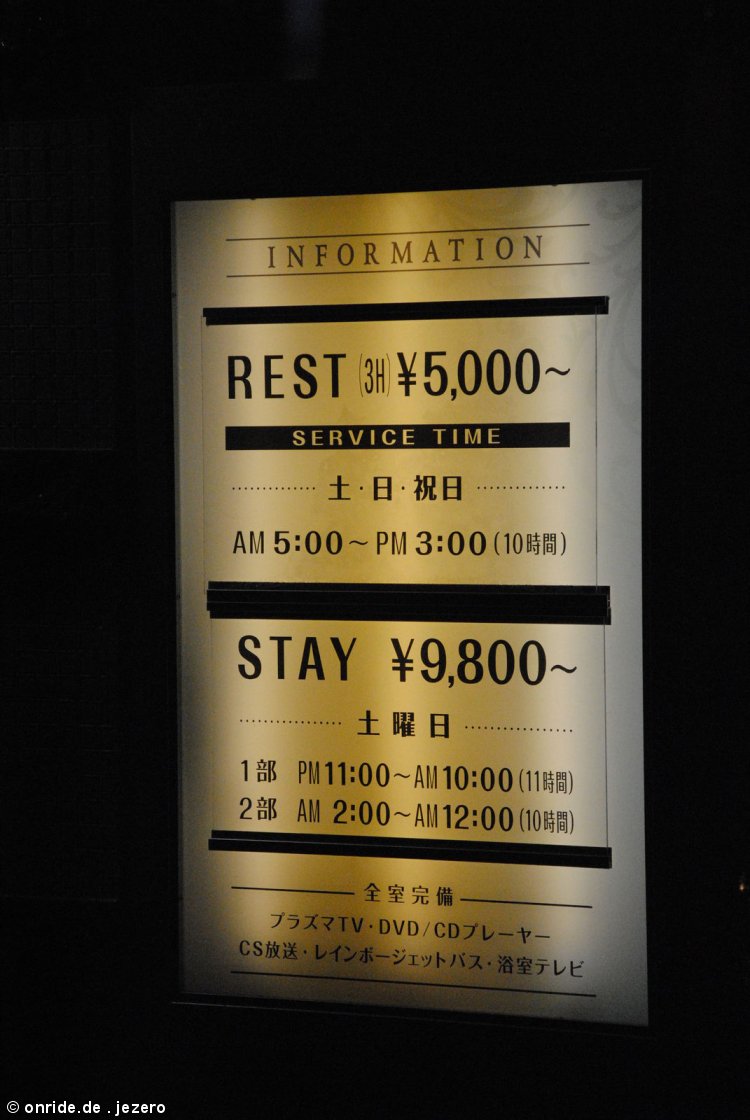 INFORMATION
REST (3H) ¥5,000~
SERVICE TIME
土・日・祝日
AM 5:00~PM 3:00(10時間)
STAY ¥9,800~
土曜日
1部 PM 11:00~AM 10:00(11時間)
2部 AM 2:00~AM 12:00(10時間)
全室完備
プラズマTV・DVD/CDプレーヤー
CS放送・レインボージェットバス・浴室テレビ
© onride.de . jezero